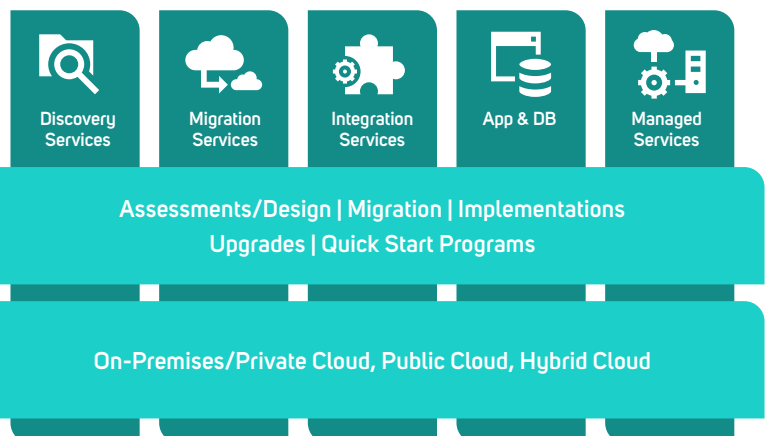 Discovery
Services
Migration
Services
Integration
Services
App & DB
Managed
Services
Assessments/Design | Migration | Implementations
Upgrades | Quick Start Programs
On-Premises/Private Cloud, Public Cloud, Hybrid Cloud